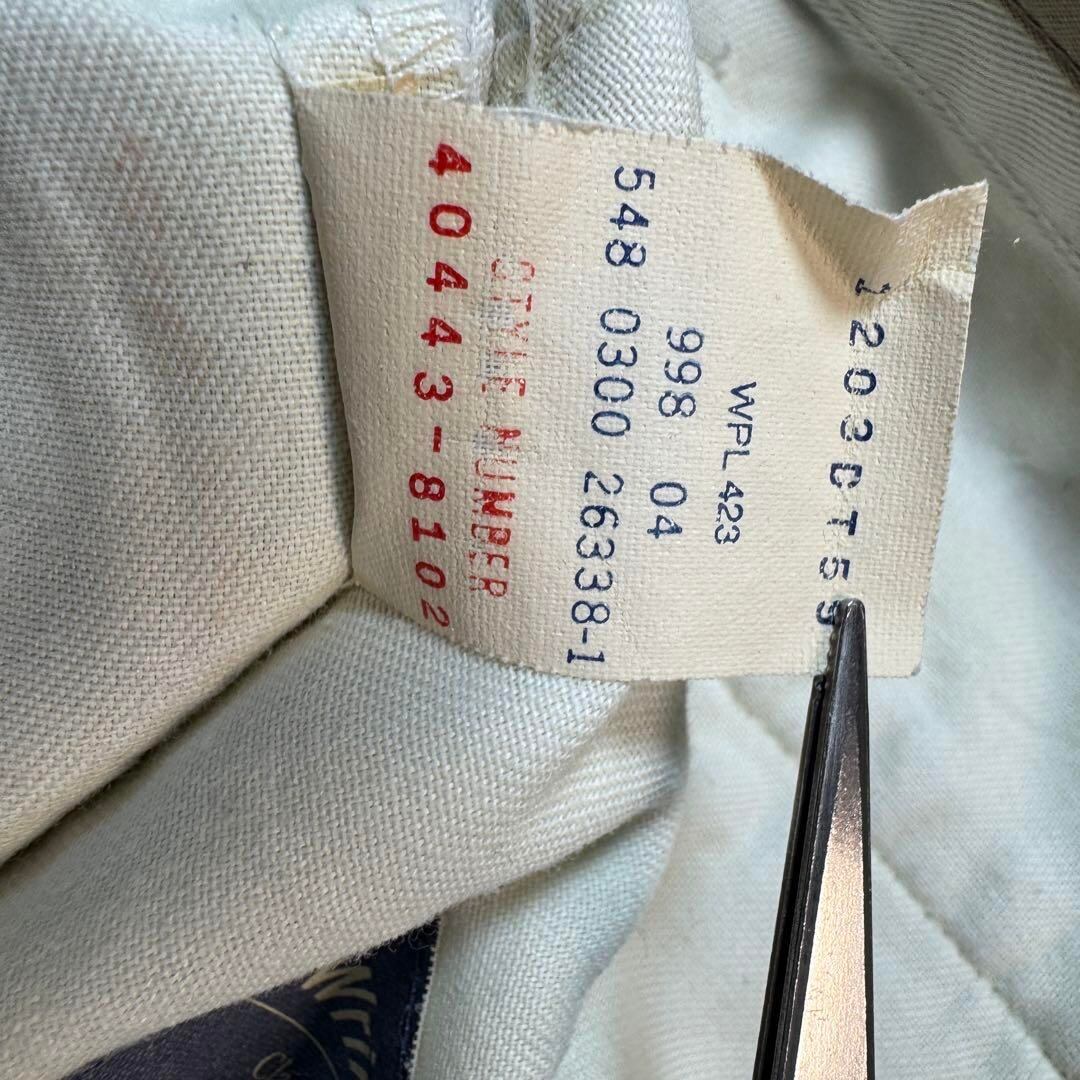 WPL 423
998 04
548 0300 26338-1
STYLE NUMBER
40443-8102